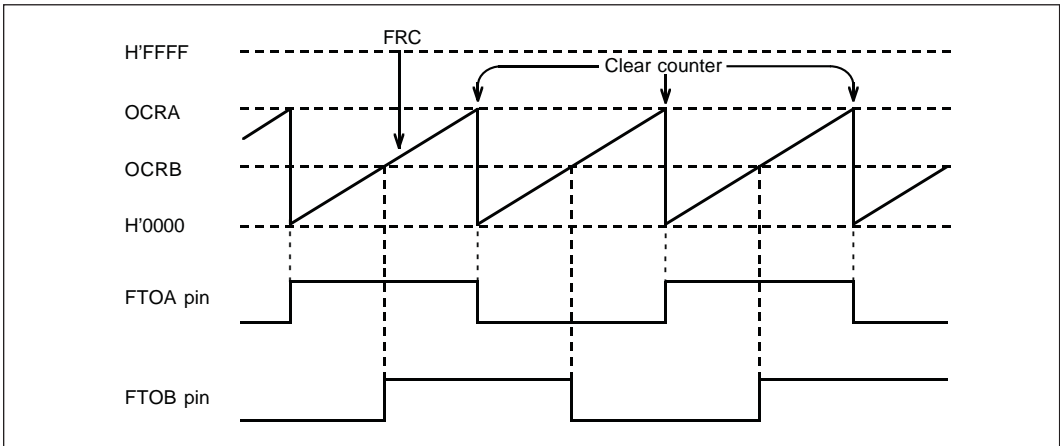 FRC
H'FFFF
Clear counter
OCRA
OCRB
H'0000
FTOA pin
FTOB pin